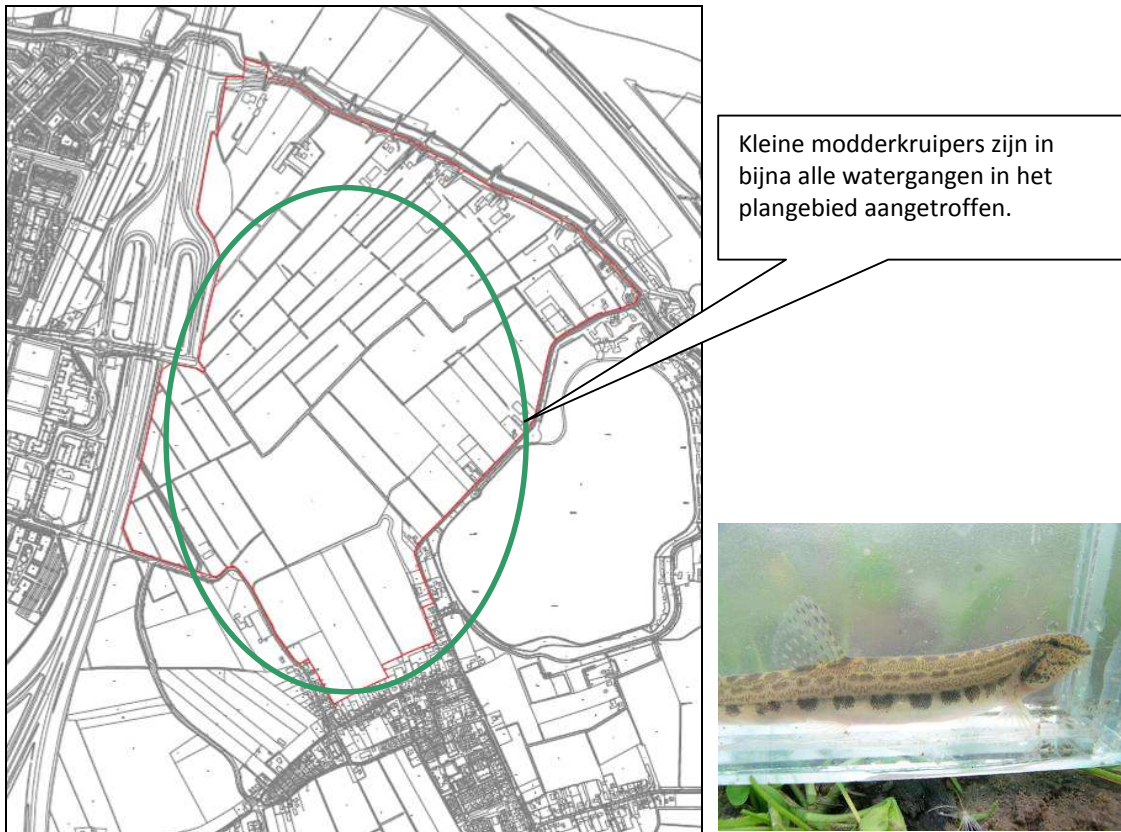 Kleine modderkruipers zijn in
bijna alle watergangen in het
plangebied aangetroffen.